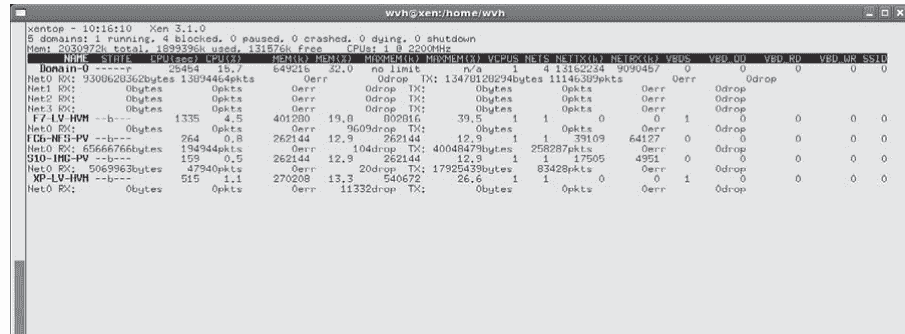 wvh@xen:/home/wvh
xentop - 10:16:10 Xen 3.1.0
5 domains: 1 running, 4 blocked, 0 paused, 0 crashed, 0 dying, 0 shutdown
Mem: 2030972k total, 1899396k used, 131576k free CPUs: 1 @ 2200MHz
NAME STATE CPU(sec) CPU(%) MEM(k) MEM(%) MAXMEM(k) MAXMEM(%) VCPUS NETS NETTX(k) NETRX(k) VBDS VBD_OO VBD_RD VBD_WR SSID
Domain-0 -----r 25454 15.7 649216 32.0 no limit n/a 1 4 13162234 9090457 0 0 0 0 0
Net0 RX: 9308628362bytes 13894464pkts 0err 0drop TX: 13478128294bytes 11146389pkts 0err 0drop
Net1 RX: 0bytes 0pkts 0err 0drop TX: 0bytes 0pkts 0err 0drop
Net2 RX: 0bytes 0pkts 0err 0drop TX: 0bytes 0pkts 0err 0drop
Net3 RX: 0bytes 0pkts 0err 0drop TX: 0bytes 0pkts 0err 0drop
F7-LV-HVM --b--- 1335 4.5 401280 19.8 802816 39.5 1 1 0 0 1 0 0 0 0
Net0 RX: 0bytes 0pkts 0err 9609drop TX: 0bytes 0pkts 0err 0drop
FC6-NFS-PV --b--- 264 0.8 262144 12.9 262144 12.9 1 1 39109 64127 0 0 0 0 0
Net0 RX: 65666766bytes 194944pkts 0err 104drop TX: 40048479bytes 258287pkts 0err 0drop
S10-IMG-PV --b--- 159 0.5 262144 12.9 262144 12.9 1 1 17505 4951 0 0 0 0 0
Net0 RX: 5069963bytes 47940pkts 0err 20drop TX: 17925439bytes 83428pkts 0err 0drop
XP-LV-HVM --b--- 515 1.1 270208 13.3 540672 26.6 1 1 0 0 1 0 0 0 0
Net0 RX: 0bytes 0pkts 0err 11332drop TX: 0bytes 0pkts 0err 0drop